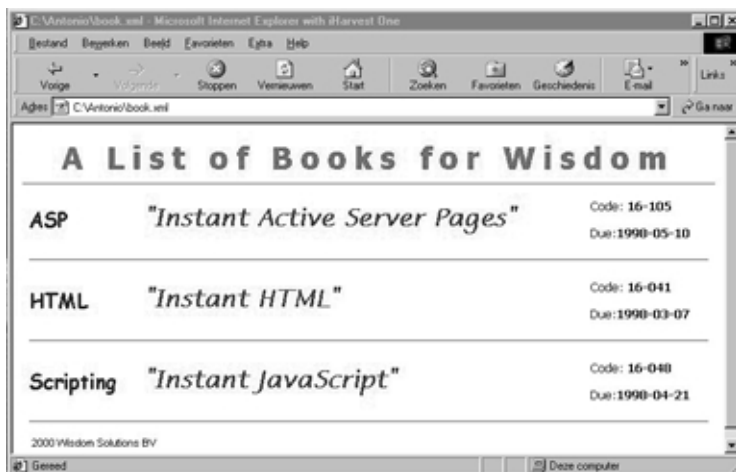 C:\Antonio\book.xml - Microsoft Internet Explorer with iHarvest One
Bestand Bewerken Beeld Favorieten Extra Help
Vorige Volgende Stoppen Vernieuwen Start Zoeken Favorieten Geschiedenis E-mail » Links »
Adres C:\Antonio\book.xml Ga naar
A List of Books for Wisdom
ASP "Instant Active Server Pages" Code: 16-105
Due:1998-05-10
HTML "Instant HTML" Code: 16-041
Due:1998-03-07
Scripting "Instant JavaScript" Code: 16-048
Due:1998-04-21
2000 Wisdom Solutions BV
Gereed Deze computer